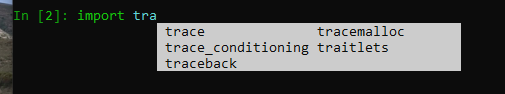 In [2]: import tra
trace tracemalloc
trace_conditioning traitlets
traceback